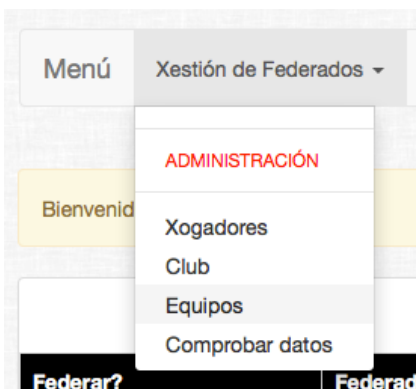 Menú Xestión de Federados
ADMINISTRACIÓN
Bienvenid
Xogadores
Club
Equipos
Comprobar datos
Federar? Federad